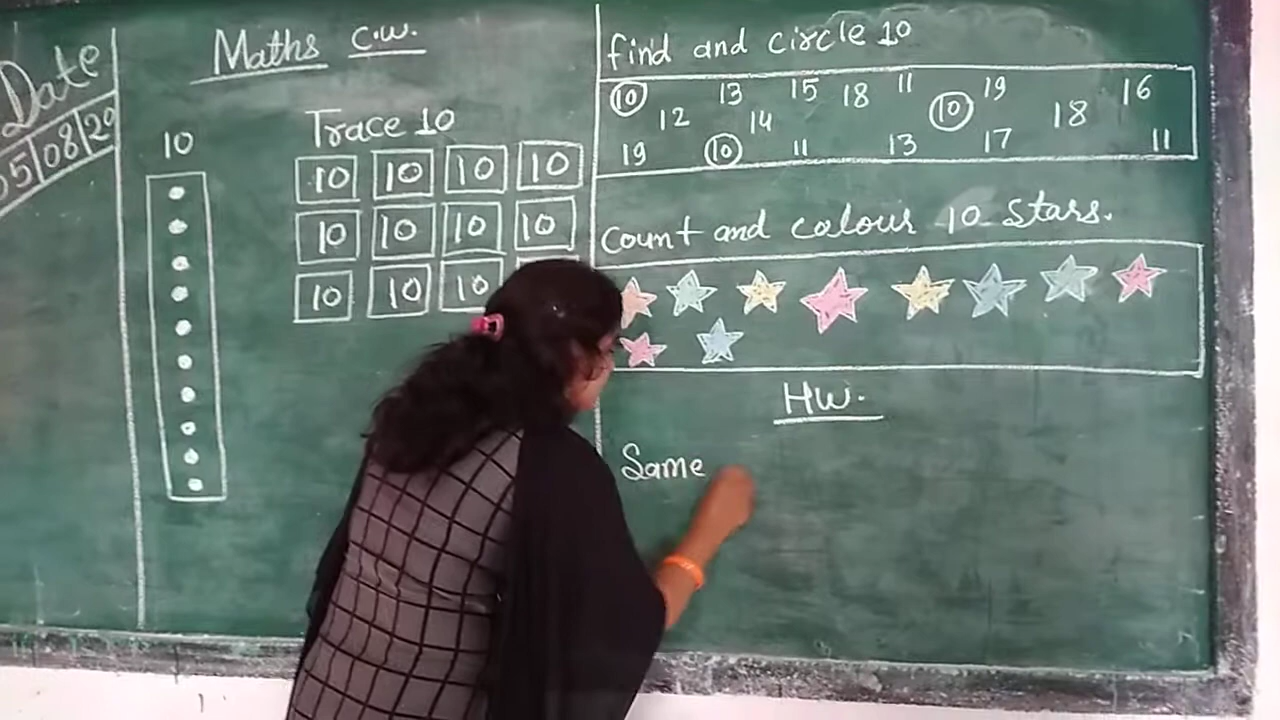 Date
05/08/20
Maths C.W.
10
Trace 10
10 10 10 10
10 10 10 10
10 10 10
find and circle 10
10 13 15 18 11 10 19 18 16
12 14
19 10 11 13 17 11
Count and colour 10 Stars.
H.W.
Same